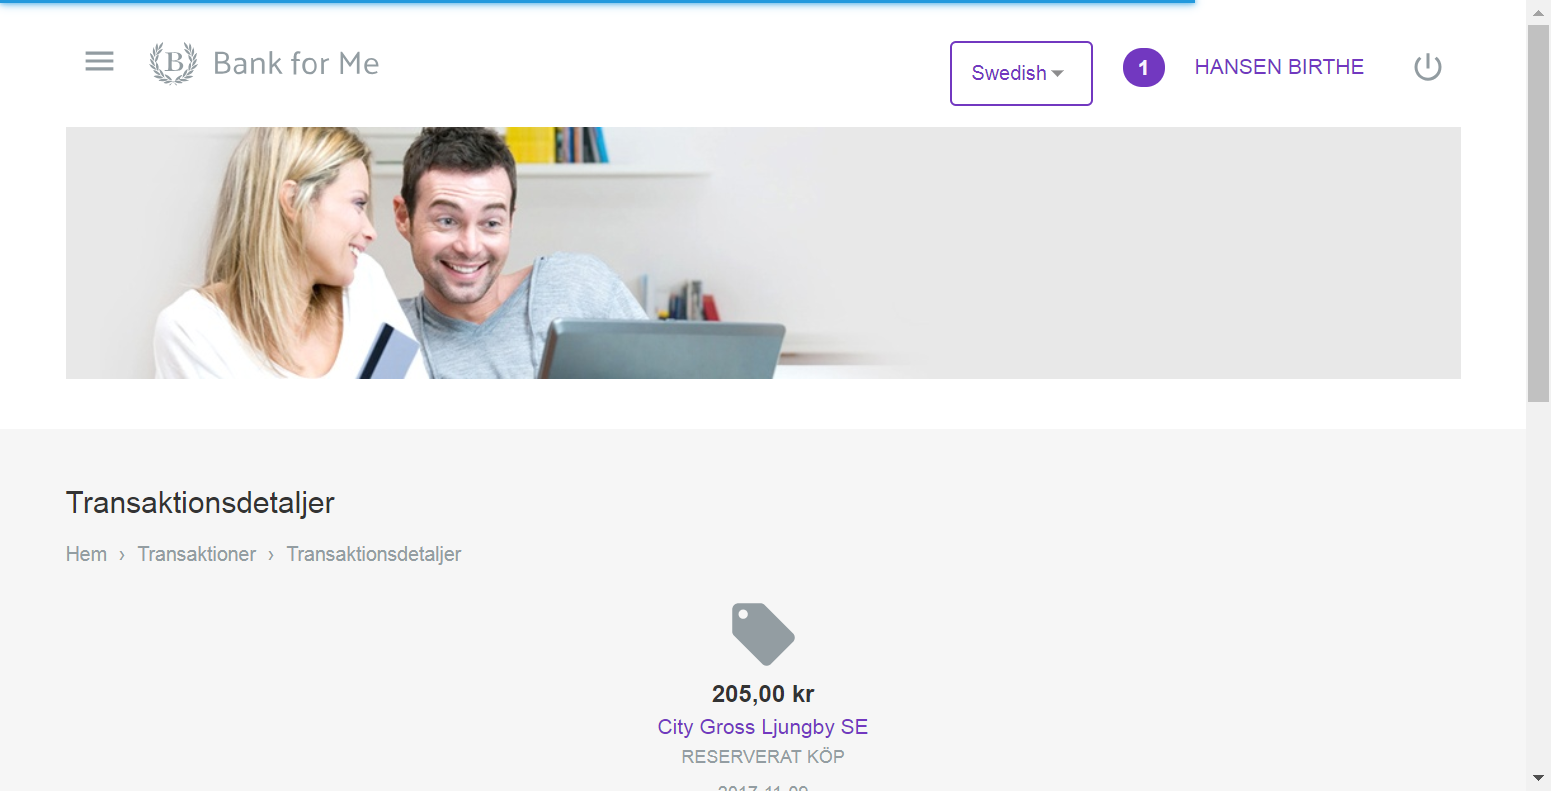 B Bank for Me
Swedish
1
HANSEN BIRTHE
Transaktionsdetaljer
Hem › Transaktioner › Transaktionsdetaljer
205,00 kr
City Gross Ljungby SE
RESERVERAT KÖP